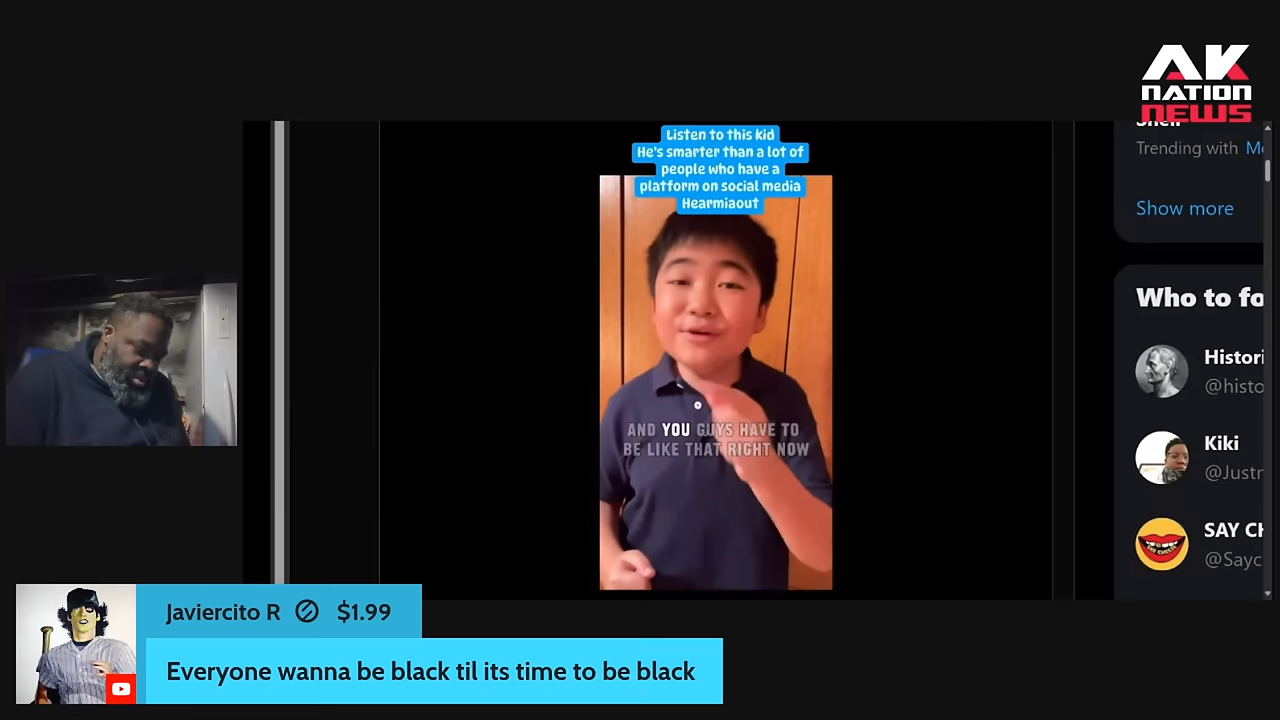 AK
NATION
NEWS
Listen to this kid
He's smarter than a lot of
people who have a
platform on social media
Hearmiaout
Trending with
Show more
Who to fo
Histori
@histo
Kiki
@Justr
SAY CH
@Sayc
AND YOU GUYS HAVE TO
BE LIKE THAT RIGHT NOW
Javiercito R $1.99
Everyone wanna be black til its time to be black